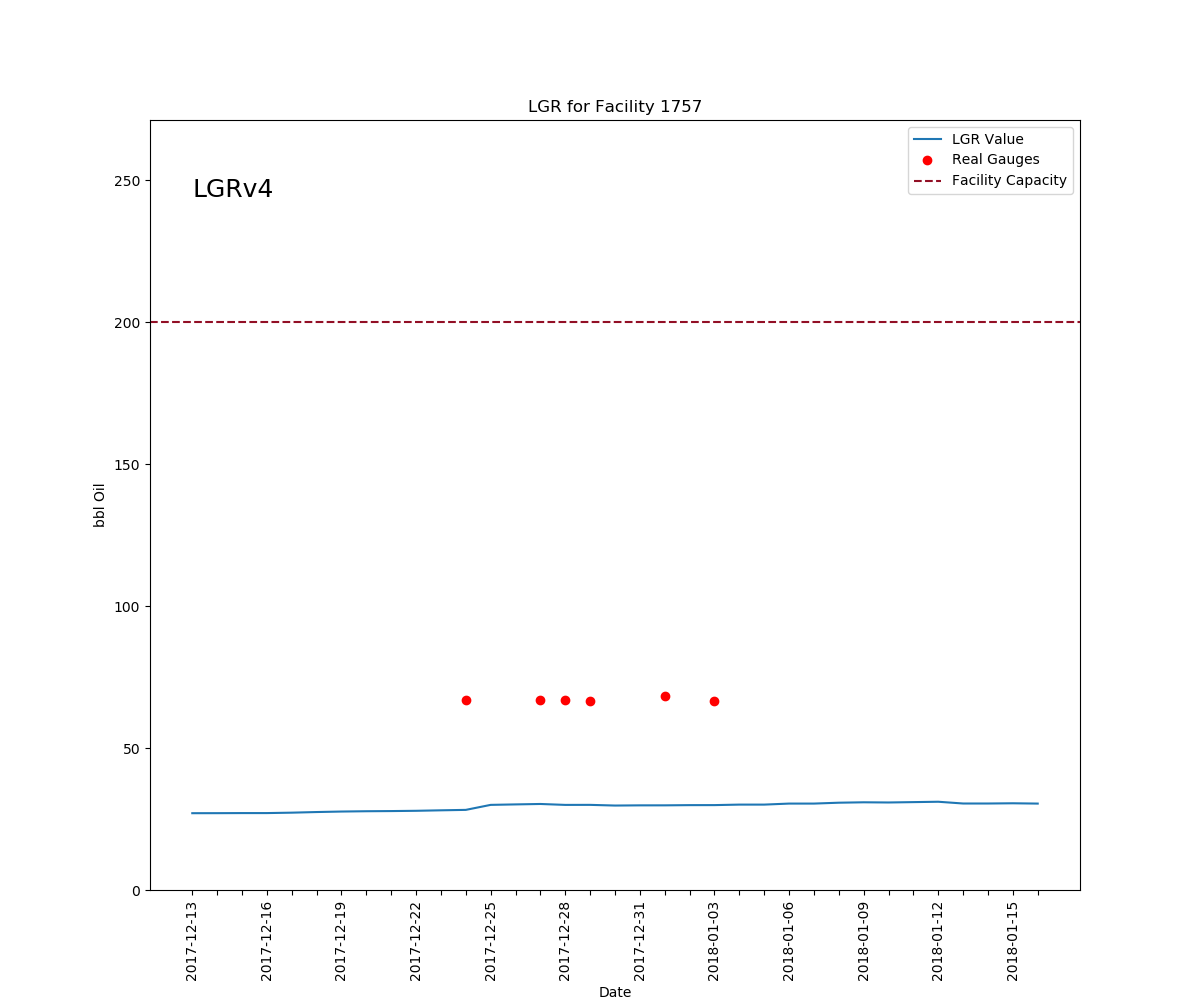 LGR for Facility 1757
LGR Value
Real Gauges
Facility Capacity
LGRv4
250
200
150
100
50
0
bbl Oil
2017-12-13
2017-12-16
2017-12-19
2017-12-22
2017-12-25
2017-12-28
2017-12-31
2018-01-03
2018-01-06
2018-01-09
2018-01-12
2018-01-15
Date